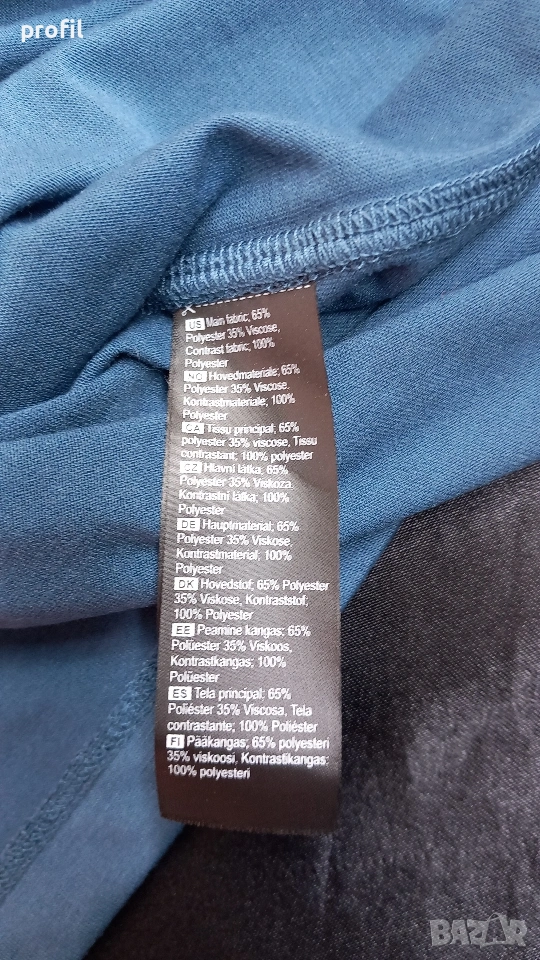 profil
US Main fabric; 65%
Polyester 35% Viscose,
Contrast fabric; 100%
Polyester
NO Hovedmateriale; 65%
Polyester 35% Viscose.
Kontrastmateriale; 100%
Polyester
CA Tissu principal; 65%
polyester 35% viscose, Tissu
contrastant; 100% polyester
CZ Hlavní látka; 65%
Polyester 35% Viskoza.
Kontrastní látka; 100%
Polyester
DE Hauptmaterial; 65%
Polyester 35% Viskose,
Kontrastmaterial, 100%
Polyester
DK Hovedstof; 65% Polyester
35% Viskose, Kontraststof;
100% Polyester
EE Peamine kangas; 65%
Polüester 35% Viskoos,
Kontrastkangas; 100%
Polüester
ES Tela principal; 65%
Poliéster 35% Viscosa, Tela
contrastante; 100% Poliéster
FI Pääkangas; 65% polyesteri
35% viskoosi, Kontrastikangas:
100% polyesteri
BAZAR